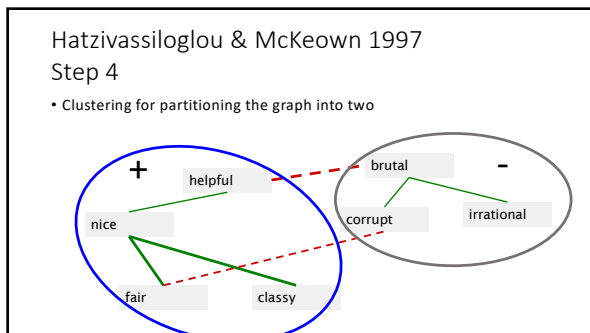 Hatzivassiloglou & McKeown 1997
Step 4
• Clustering for partitioning the graph into two
+
-
helpful
brutal
nice
corrupt
irrational
fair
classy